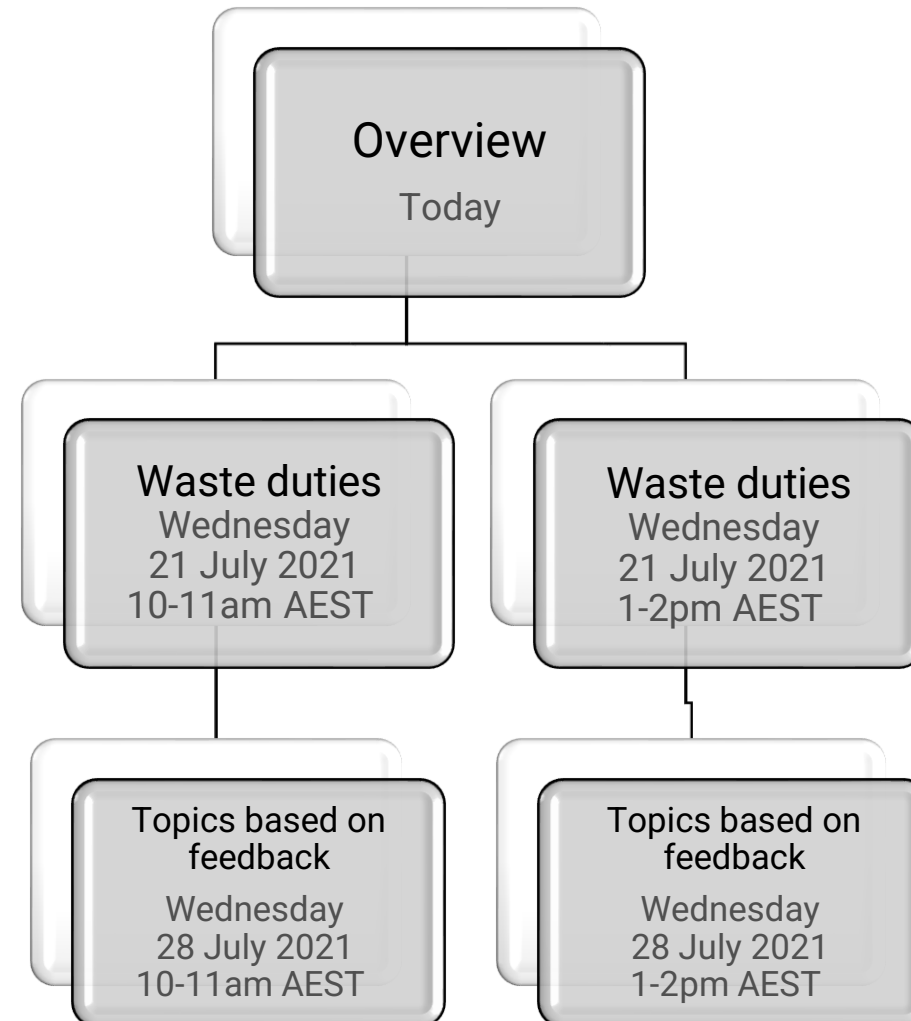 Overview
Today
Waste duties
Wednesday
21 July 2021
10-11am AEST
Waste duties
Wednesday
21 July 2021
1-2pm AEST
Topics based on
feedback
Wednesday
28 July 2021
10-11am AEST
Topics based on
feedback
Wednesday
28 July 2021
1-2pm AEST